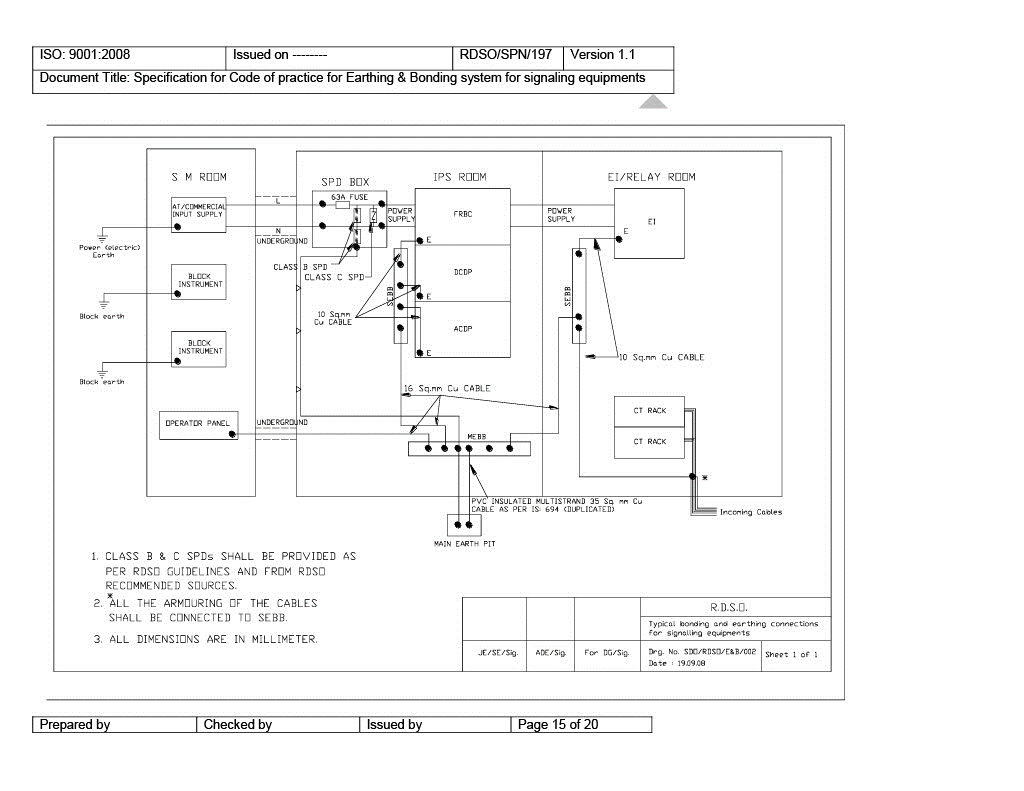 ISO: 9001:2008
Issued on --------
RDSO/SPN/197
Version 1.1
Document Title: Specification for Code of practice for Earthing & Bonding system for signaling equipments
S M ROOM
SPD BOX
IPS ROOM
EI/RELAY ROOM
AT/COMMERCIAL
INPUT SUPPLY
L
N
UNDERGROUND
63A FUSE
POWER
SUPPLY
FRBC
POWER
SUPPLY
EI
E
E
Power (electric)
Earth
CLASS B SPD
CLASS C SPD
BLOCK
INSTRUMENT
DCDP
SEBB
E
SEBB
Block earth
10 Sq.mm
Cu CABLE
ACDP
BLOCK
INSTRUMENT
E
10 Sq.mm Cu CABLE
Block earth
16 Sq.mm Cu CABLE
OPERATOR PANEL
UNDERGROUND
CT RACK
CT RACK
MEBB
*
PVC INSULATED MULTISTRAND 35 Sq. mm Cu
CABLE AS PER IS: 694 (DUPLICATED)
Incoming Cables
MAIN EARTH PIT
1. CLASS B & C SPDs SHALL BE PROVIDED AS
PER RDSO GUIDELINES AND FROM RDSO
RECOMMENDED SOURCES.
*
2. ALL THE ARMOURING OF THE CABLES
SHALL BE CONNECTED TO SEBB.
3. ALL DIMENSIONS ARE IN MILLIMETER.
R.D.S.O.
Typical bonding and earthing connections
for signalling equipments
JE/SE/Sig.
ADE/Sig.
For DG/Sig.
Drg. No. SDO/RDSO/E&B/002
Date : 19.09.08
Sheet 1 of 1
Prepared by
Checked by
Issued by
Page 15 of 20